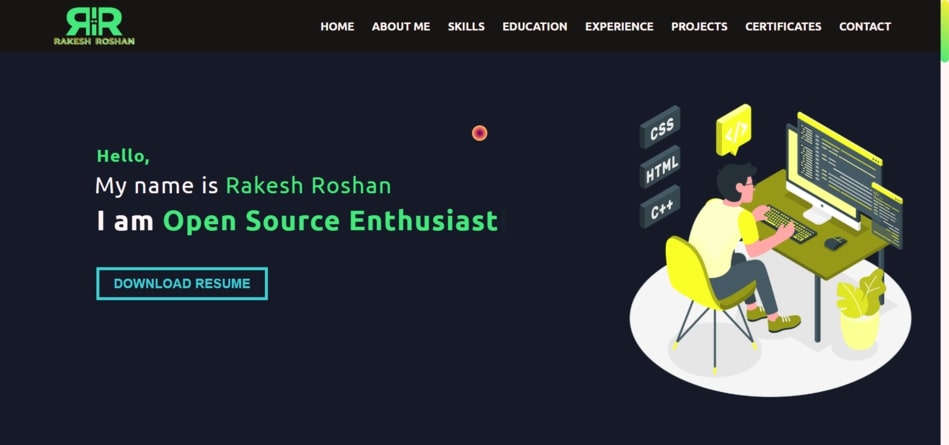 RAKESH ROSHAN
HOME ABOUT ME SKILLS EDUCATION EXPERIENCE PROJECTS CERTIFICATES CONTACT
Hello,
My name is Rakesh Roshan
I am Open Source Enthusiast
DOWNLOAD RESUME
CSS
HTML
C++
</>